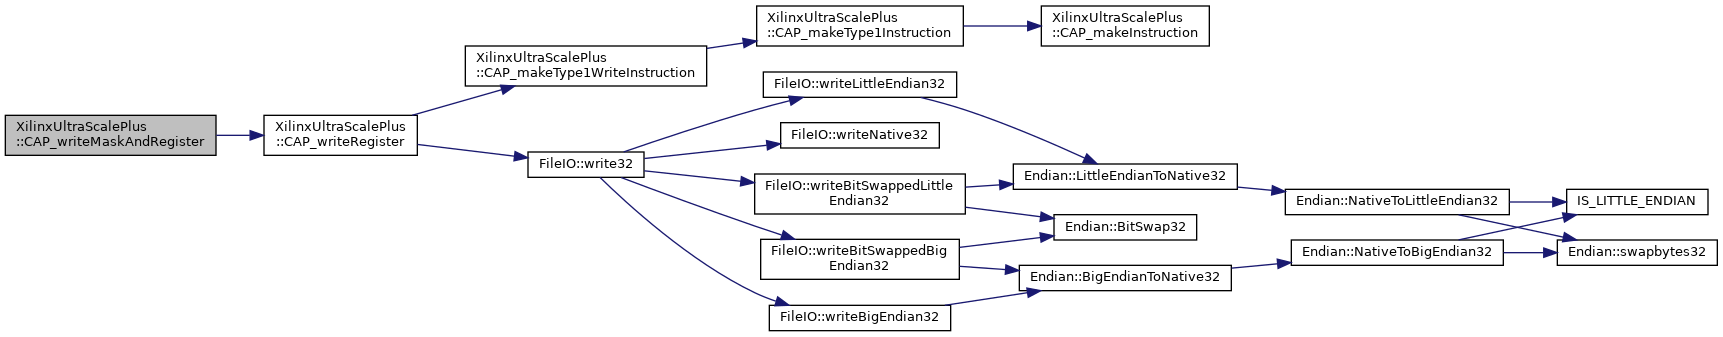 XilinxUltraScalePlus
::CAP_writeMaskAndRegister
XilinxUltraScalePlus
::CAP_writeRegister
XilinxUltraScalePlus
::CAP_makeType1WriteInstruction
XilinxUltraScalePlus
::CAP_makeType1Instruction
XilinxUltraScalePlus
::CAP_makeInstruction
FileIO::write32
FileIO::writeLittleEndian32
FileIO::writeNative32
FileIO::writeBitSwappedLittle
Endian32
FileIO::writeBitSwappedBig
Endian32
FileIO::writeBigEndian32
Endian::LittleEndianToNative32
Endian::BitSwap32
Endian::BigEndianToNative32
Endian::NativeToLittleEndian32
Endian::NativeToBigEndian32
IS_LITTLE_ENDIAN
Endian::swapbytes32